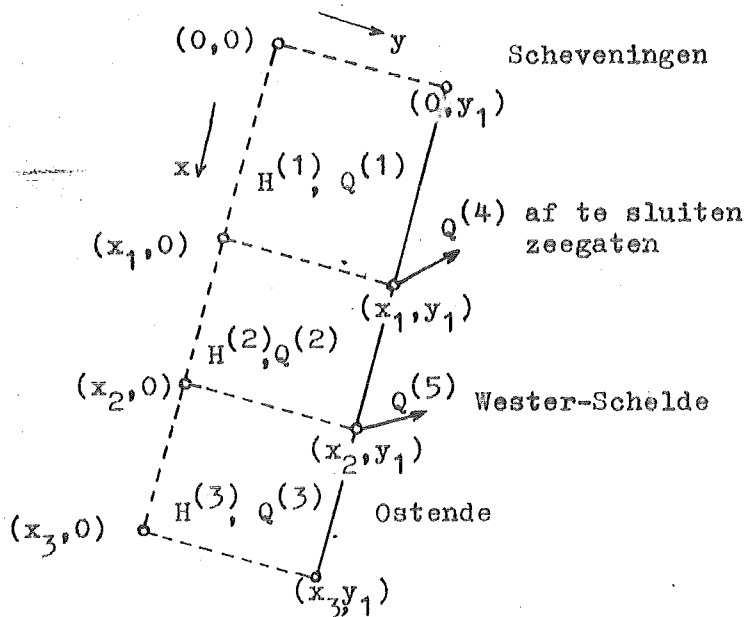 (0,0)
y
Scheveningen
(0,y₁)
x
H⁽¹⁾, Q⁽¹⁾
Q⁽⁴⁾ af te sluiten
zeegaten
(x₁,0)
(x₁,y₁)
H⁽²⁾,Q⁽²⁾
(x₂,0)
Q⁽⁵⁾ Wester-Schelde
(x₂,y₁)
H⁽³⁾, Q⁽³⁾
Ostende
(x₃,0)
(x₃,y₁)